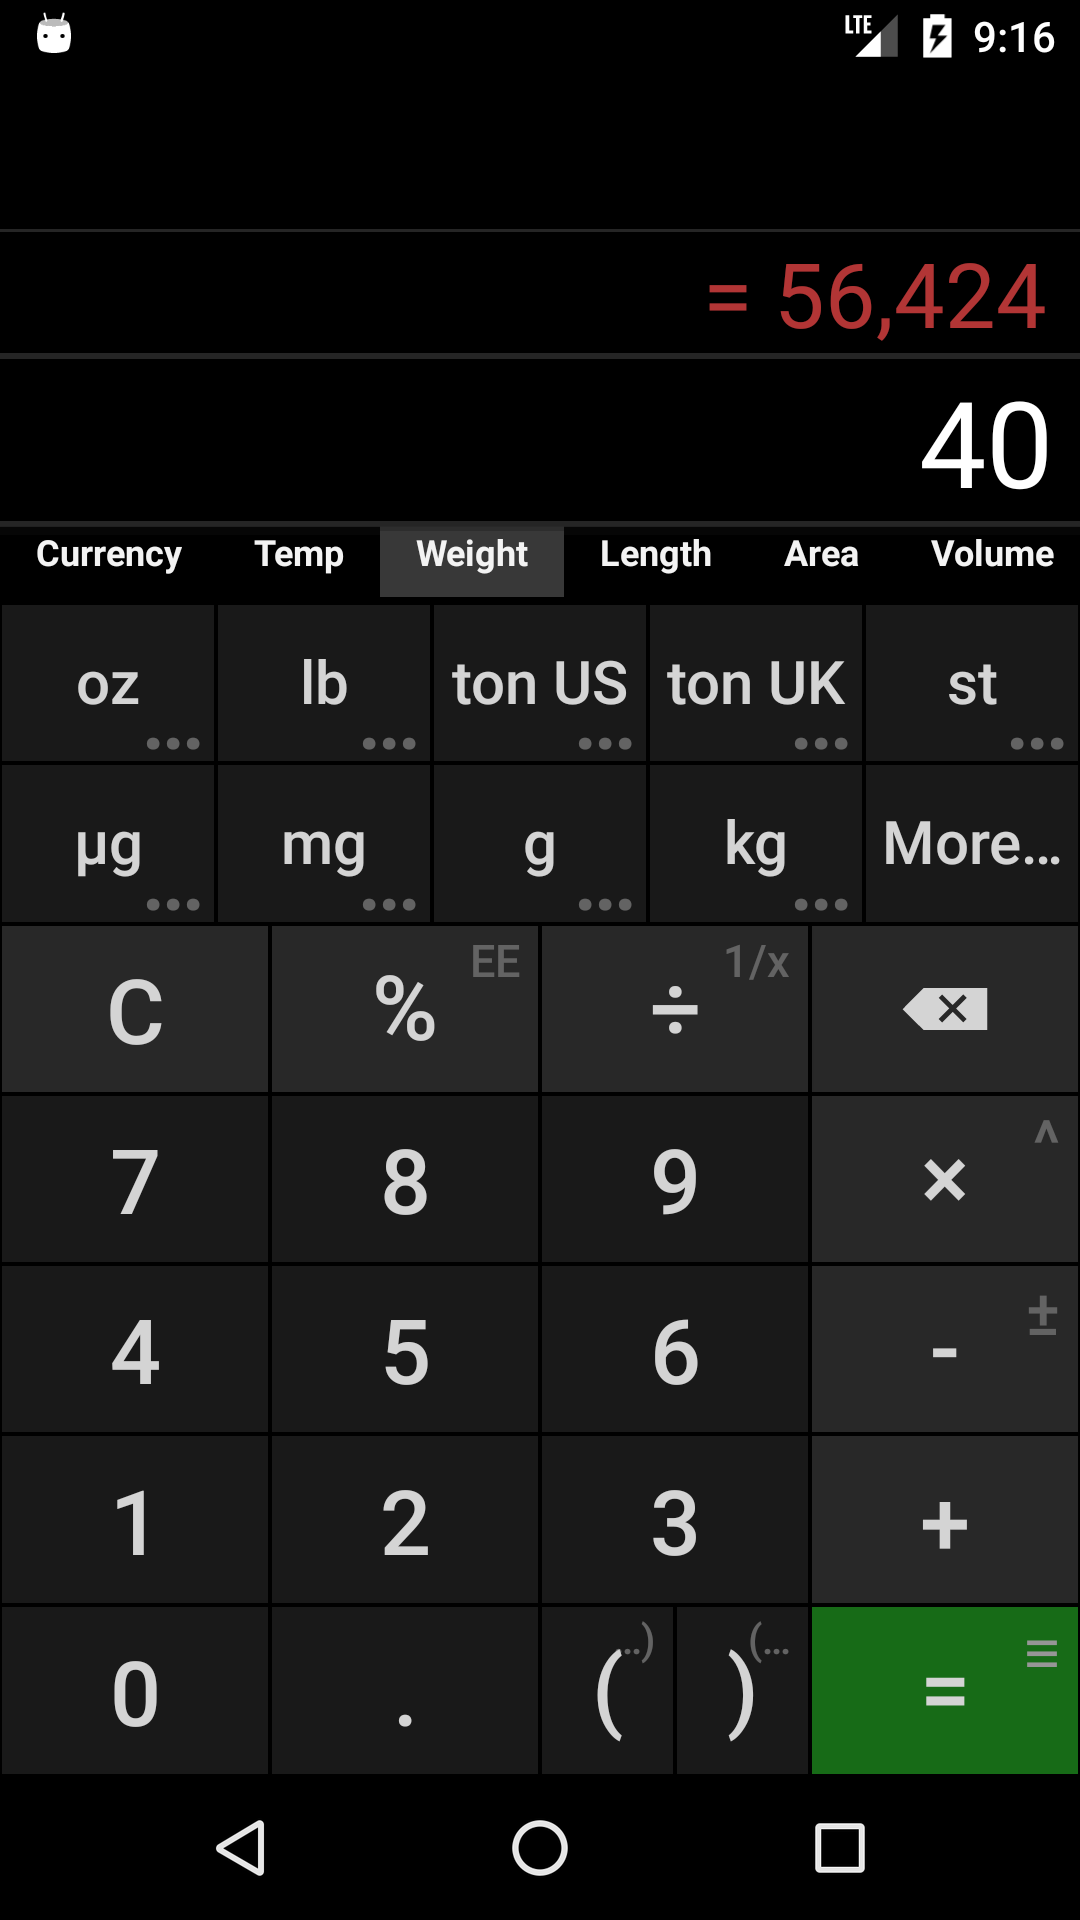 LTE 9:16
= 56,424
40
Currency Temp Weight Length Area Volume
oz lb ton US ton UK st
µg mg g kg More...
C % EE ÷ 1/x
7 8 9 × ^
4 5 6 - ±
1 2 3 +
0 . ( ..) ) (... =